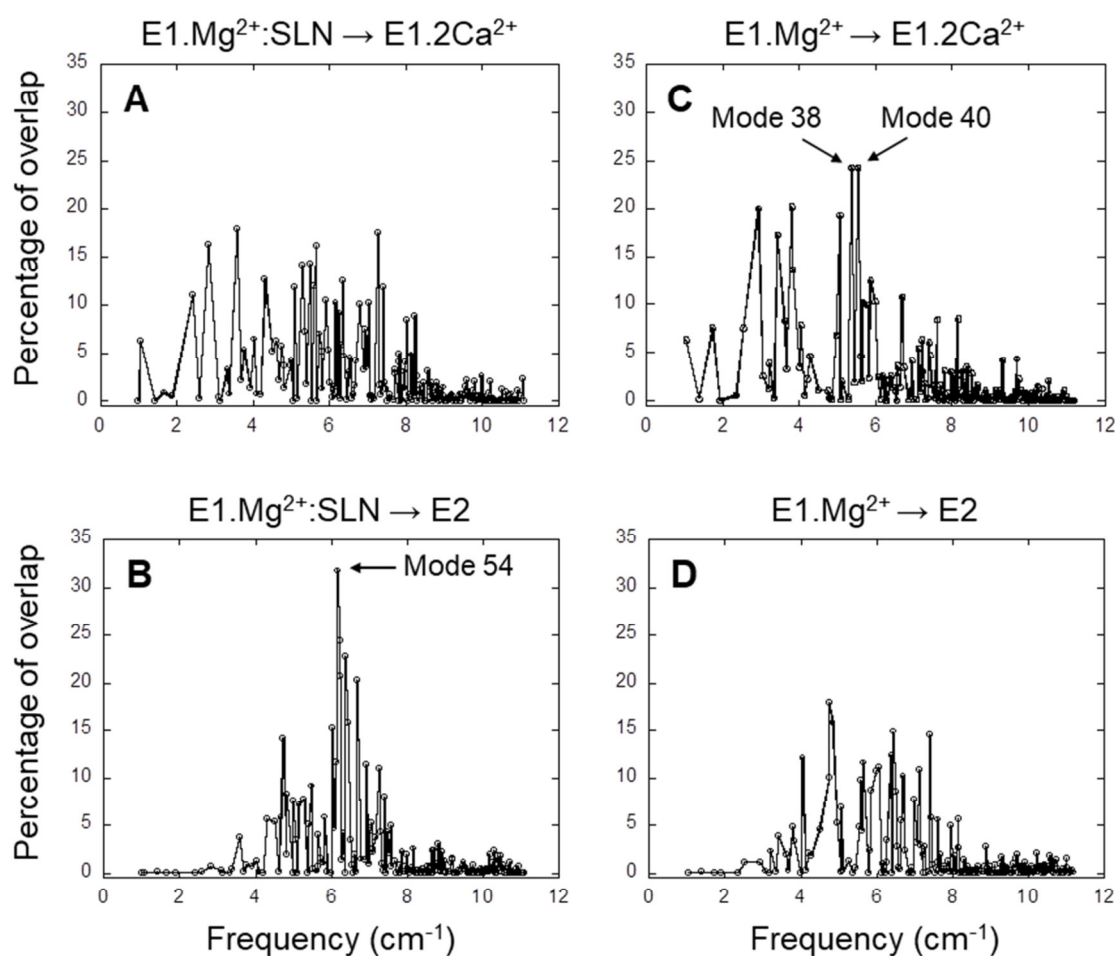 E1.Mg²⁺:SLN → E1.2Ca²⁺
35
30
25
20
15
10
5
0
A
0 2 4 6 8 10 12
Percentage of overlap
E1.Mg²⁺ → E1.2Ca²⁺
35
30
25
20
15
10
5
0
C
Mode 38 Mode 40
0 2 4 6 8 10 12
E1.Mg²⁺:SLN → E2
35
30
25
20
15
10
5
0
B
Mode 54
0 2 4 6 8 10 12
Percentage of overlap
Frequency (cm⁻¹)
E1.Mg²⁺ → E2
35
30
25
20
15
10
5
0
D
0 2 4 6 8 10 12
Frequency (cm⁻¹)